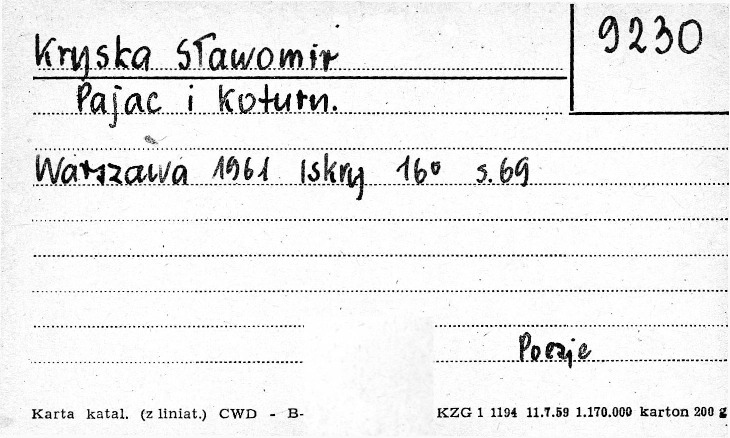 9230
Kryska Sławomir
Pajac i koturn.
Warszawa 1961 Iskry 16° s.69
Poezje
Karta katal. (z liniat.) CWD - B-
KZG 1 1194 11.7.59 1.170.000 karton 200 g